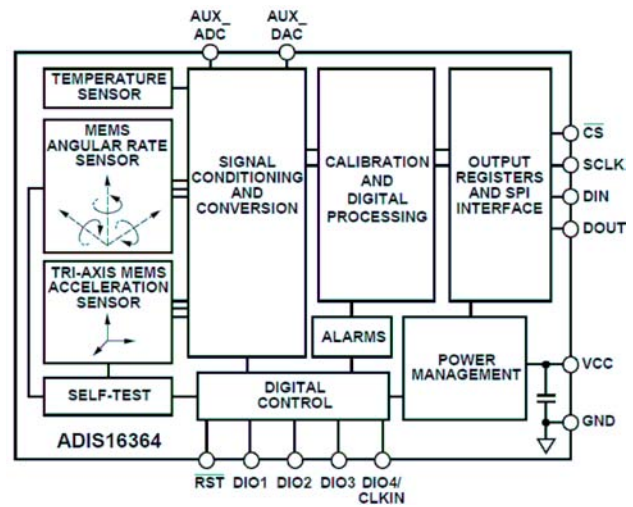 AUX_
ADC
AUX_
DAC
TEMPERATURE
SENSOR
MEMS
ANGULAR RATE
SENSOR
TRI-AXIS MEMS
ACCELERATION
SENSOR
SELF-TEST
SIGNAL
CONDITIONING
AND
CONVERSION
CALIBRATION
AND
DIGITAL
PROCESSING
OUTPUT
REGISTERS
AND SPI
INTERFACE
CS
SCLK
DIN
DOUT
ALARMS
POWER
MANAGEMENT
DIGITAL
CONTROL
VCC
GND
ADIS16364
RST
DIO1
DIO2
DIO3
DIO4/
CLKIN